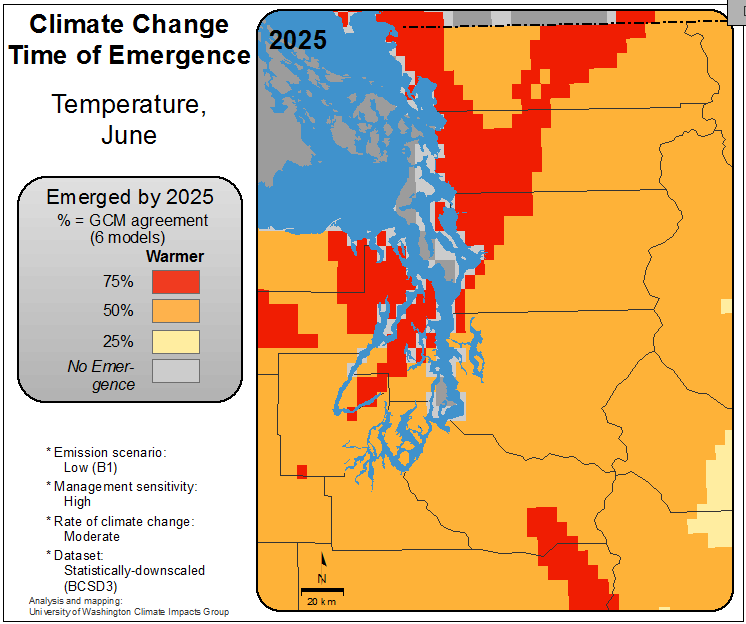 Climate Change
Time of Emergence
Temperature,
June
Emerged by 2025
% = GCM agreement
(6 models)
Warmer
75%
50%
25%
No Emer-
gence
* Emission scenario:
Low (B1)
* Management sensitivity:
High
* Rate of climate change:
Moderate
* Dataset:
Statistically-downscaled
(BCSD3)
Analysis and mapping:
University of Washington Climate Impacts Group
2025
N
20 km